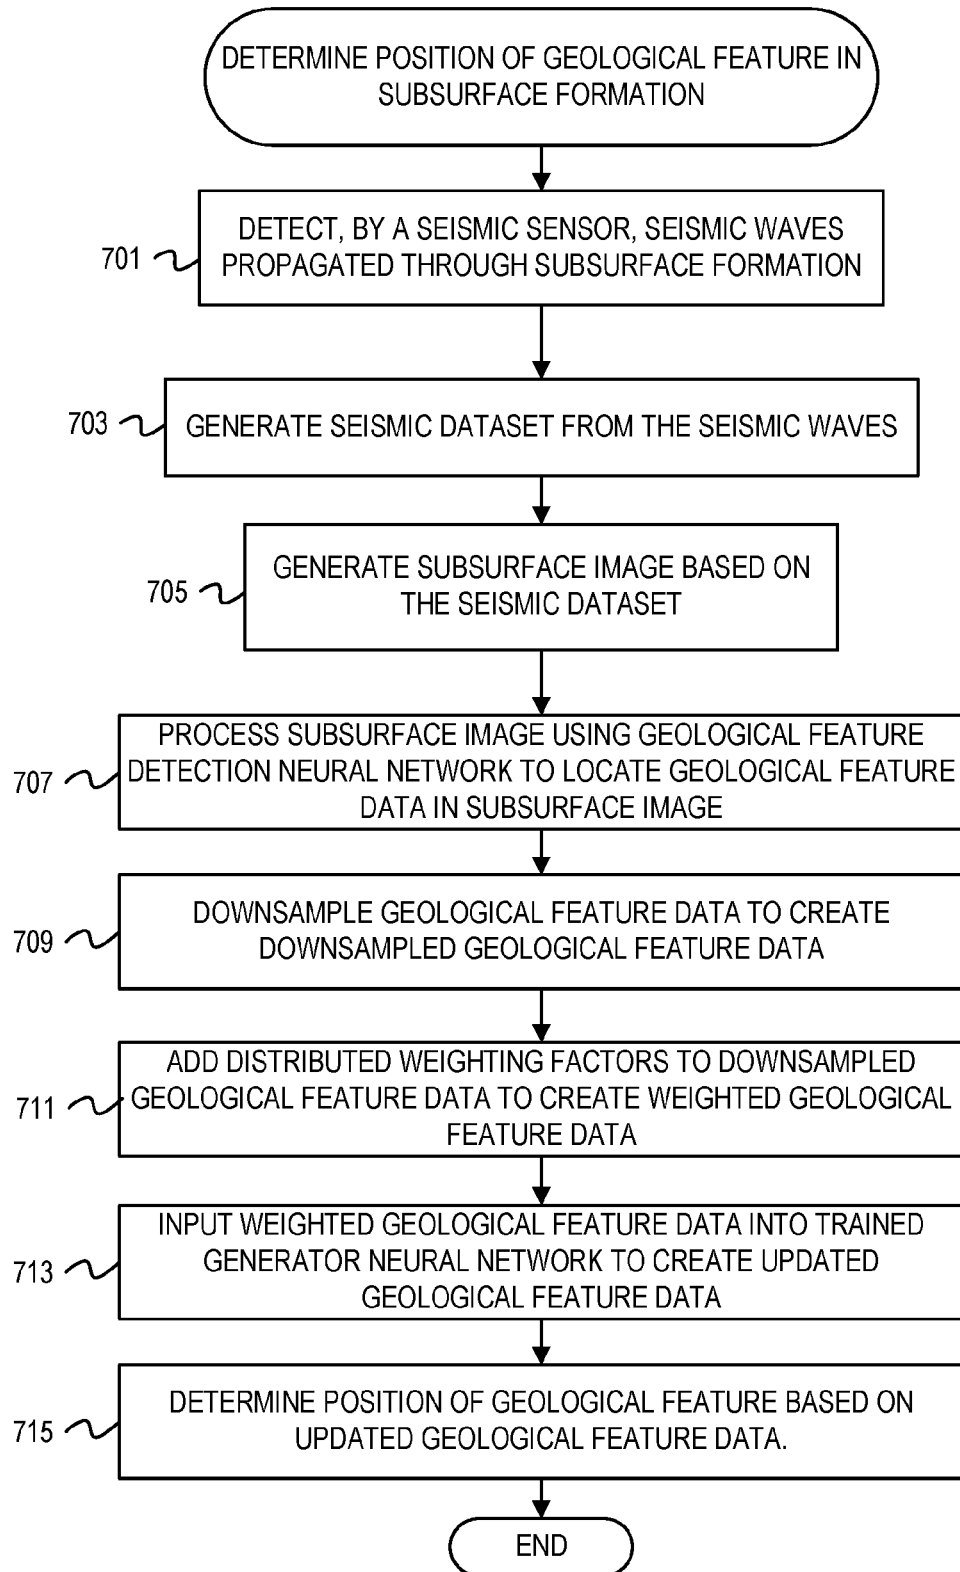 DETERMINE POSITION OF GEOLOGICAL FEATURE IN
SUBSURFACE FORMATION
701
DETECT, BY A SEISMIC SENSOR, SEISMIC WAVES
PROPAGATED THROUGH SUBSURFACE FORMATION
703
GENERATE SEISMIC DATASET FROM THE SEISMIC WAVES
705
GENERATE SUBSURFACE IMAGE BASED ON
THE SEISMIC DATASET
707
PROCESS SUBSURFACE IMAGE USING GEOLOGICAL FEATURE
DETECTION NEURAL NETWORK TO LOCATE GEOLOGICAL FEATURE
DATA IN SUBSURFACE IMAGE
709
DOWNSAMPLE GEOLOGICAL FEATURE DATA TO CREATE
DOWNSAMPLED GEOLOGICAL FEATURE DATA
711
ADD DISTRIBUTED WEIGHTING FACTORS TO DOWNSAMPLED
GEOLOGICAL FEATURE DATA TO CREATE WEIGHTED GEOLOGICAL
FEATURE DATA
713
INPUT WEIGHTED GEOLOGICAL FEATURE DATA INTO TRAINED
GENERATOR NEURAL NETWORK TO CREATE UPDATED
GEOLOGICAL FEATURE DATA
715
DETERMINE POSITION OF GEOLOGICAL FEATURE BASED ON
UPDATED GEOLOGICAL FEATURE DATA.
END